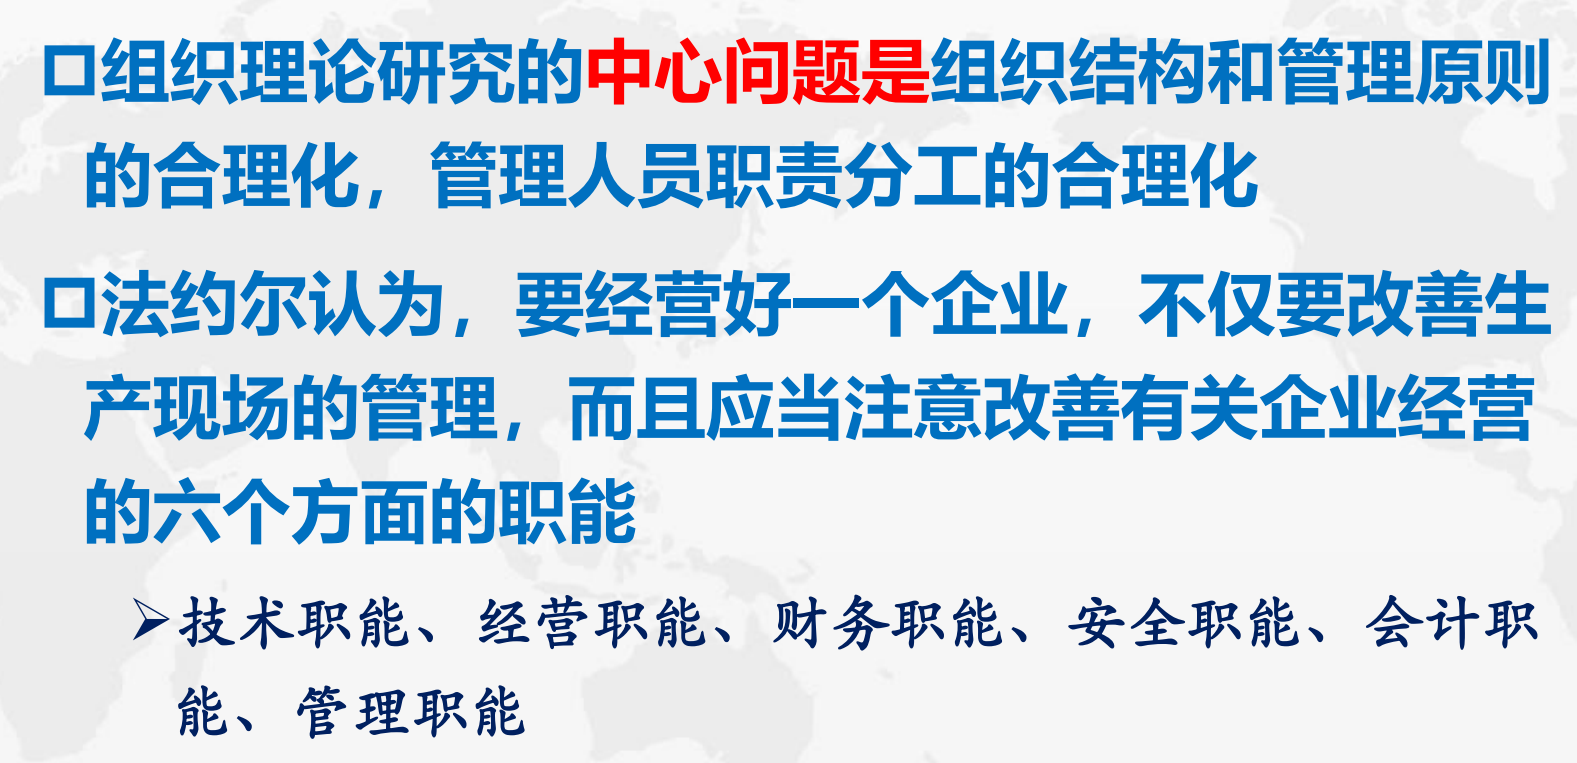 组织理论研究的中心问题是组织结构和管理原则
的合理化，管理人员职责分工的合理化
法约尔认为，要经营好一个企业，不仅要改善生
产现场的管理，而且应当注意改善有关企业经营
的六个方面的职能
技术职能、经营职能、财务职能、安全职能、会计职
能、管理职能